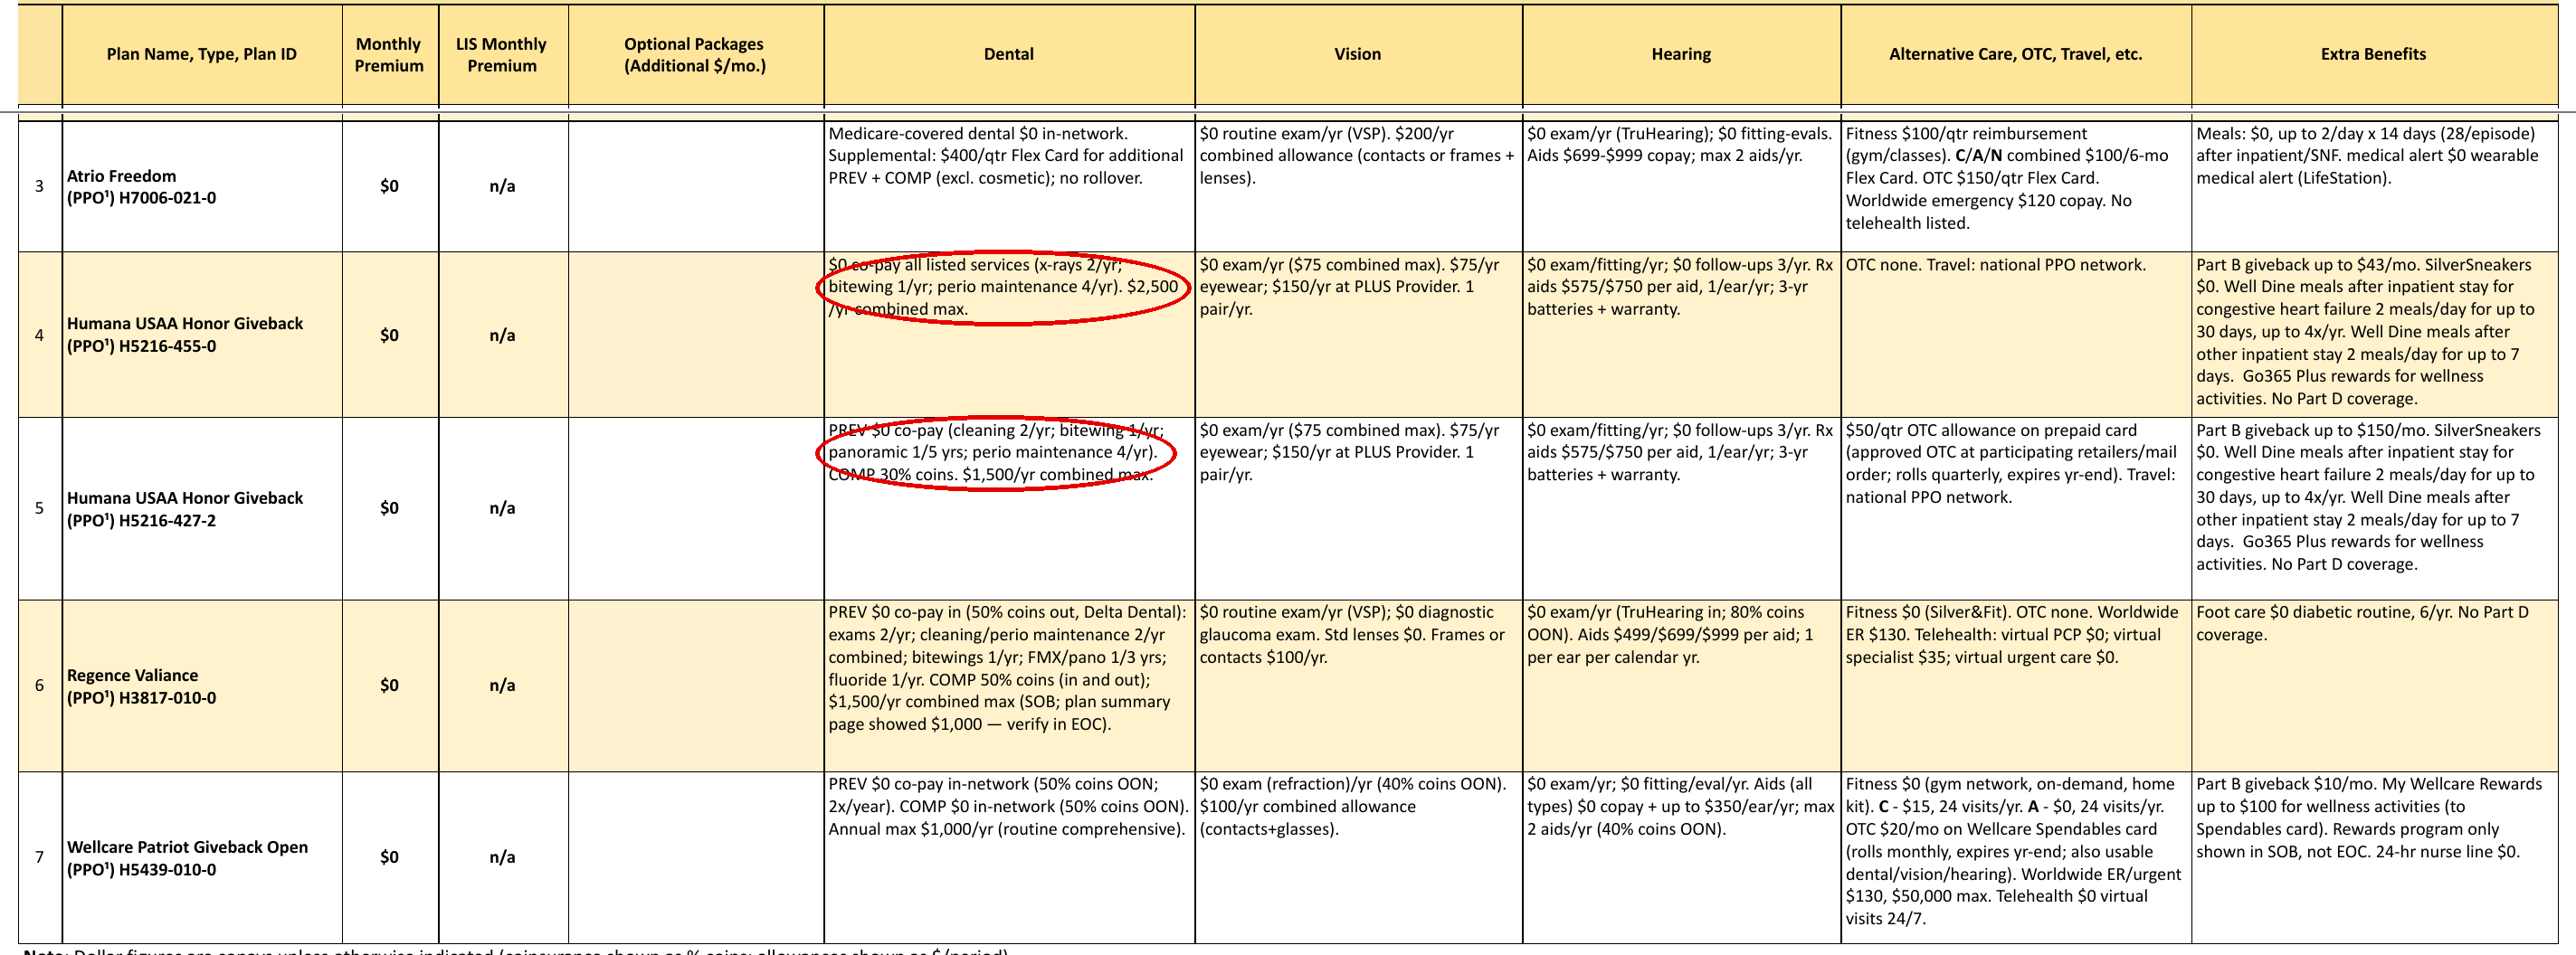 Plan Name, Type, Plan ID
Monthly
Premium
LIS Monthly
Premium
Optional Packages
(Additional $/mo.)
Dental
Vision
Hearing
Alternative Care, OTC, Travel, etc.
Extra Benefits
3
Atrio Freedom
(PPO¹) H7006-021-0
$0
n/a
Medicare-covered dental $0 in-network.
Supplemental: $400/qtr Flex Card for additional
PREV + COMP (excl. cosmetic); no rollover.
$0 routine exam/yr (VSP). $200/yr
combined allowance (contacts or frames +
lenses).
$0 exam/yr (TruHearing); $0 fitting-evals.
Aids $699-$999 copay; max 2 aids/yr.
Fitness $100/qtr reimbursement
(gym/classes). C/A/N combined $100/6-mo
Flex Card. OTC $150/qtr Flex Card.
Worldwide emergency $120 copay. No
telehealth listed.
Meals: $0, up to 2/day x 14 days (28/episode)
after inpatient/SNF. medical alert $0 wearable
medical alert (LifeStation).
4
Humana USAA Honor Giveback
(PPO¹) H5216-455-0
$0
n/a
$0 co-pay all listed services (x-rays 2/yr;
bitewing 1/yr; perio maintenance 4/yr). $2,500
/yr combined max.
$0 exam/yr ($75 combined max). $75/yr
eyewear; $150/yr at PLUS Provider. 1
pair/yr.
$0 exam/fitting/yr; $0 follow-ups 3/yr. Rx
aids $575/$750 per aid, 1/ear/yr; 3-yr
batteries + warranty.
OTC none. Travel: national PPO network.
Part B giveback up to $43/mo. SilverSneakers
$0. Well Dine meals after inpatient stay for
congestive heart failure 2 meals/day for up to
30 days, up to 4x/yr. Well Dine meals after
other inpatient stay 2 meals/day for up to 7
days.  Go365 Plus rewards for wellness
activities. No Part D coverage.
5
Humana USAA Honor Giveback
(PPO¹) H5216-427-2
$0
n/a
PREV $0 co-pay (cleaning 2/yr; bitewing 1/yr;
panoramic 1/5 yrs; perio maintenance 4/yr).
COMP 30% coins. $1,500/yr combined max.
$0 exam/yr ($75 combined max). $75/yr
eyewear; $150/yr at PLUS Provider. 1
pair/yr.
$0 exam/fitting/yr; $0 follow-ups 3/yr. Rx
aids $575/$750 per aid, 1/ear/yr; 3-yr
batteries + warranty.
$50/qtr OTC allowance on prepaid card
(approved OTC at participating retailers/mail
order; rolls quarterly, expires yr-end). Travel:
national PPO network.
Part B giveback up to $150/mo. SilverSneakers
$0. Well Dine meals after inpatient stay for
congestive heart failure 2 meals/day for up to
30 days, up to 4x/yr. Well Dine meals after
other inpatient stay 2 meals/day for up to 7
days.  Go365 Plus rewards for wellness
activities. No Part D coverage.
6
Regence Valiance
(PPO¹) H3817-010-0
$0
n/a
PREV $0 co-pay in (50% coins out, Delta Dental):
exams 2/yr; cleaning/perio maintenance 2/yr
combined; bitewings 1/yr; FMX/pano 1/3 yrs;
fluoride 1/yr. COMP 50% coins (in and out);
$1,500/yr combined max (SOB; plan summary
page showed $1,000 — verify in EOC).
$0 routine exam/yr (VSP); $0 diagnostic
glaucoma exam. Std lenses $0. Frames or
contacts $100/yr.
$0 exam/yr (TruHearing in; 80% coins
OON). Aids $499/$699/$999 per aid; 1
per ear per calendar yr.
Fitness $0 (Silver&Fit). OTC none. Worldwide
ER $130. Telehealth: virtual PCP $0; virtual
specialist $35; virtual urgent care $0.
Foot care $0 diabetic routine, 6/yr. No Part D
coverage.
7
Wellcare Patriot Giveback Open
(PPO¹) H5439-010-0
$0
n/a
PREV $0 co-pay in-network (50% coins OON;
2x/year). COMP $0 in-network (50% coins OON).
Annual max $1,000/yr (routine comprehensive).
$0 exam (refraction)/yr (40% coins OON).
$100/yr combined allowance
(contacts+glasses).
$0 exam/yr; $0 fitting/eval/yr. Aids (all
types) $0 copay + up to $350/ear/yr; max
2 aids/yr (40% coins OON).
Fitness $0 (gym network, on-demand, home
kit). C - $15, 24 visits/yr. A - $0, 24 visits/yr.
OTC $20/mo on Wellcare Spendables card
(rolls monthly, expires yr-end; also usable
dental/vision/hearing). Worldwide ER/urgent
$130, $50,000 max. Telehealth $0 virtual
visits 24/7.
Part B giveback $10/mo. My Wellcare Rewards
up to $100 for wellness activities (to
Spendables card). Rewards program only
shown in SOB, not EOC. 24-hr nurse line $0.
Note: Dollar figures are copays unless otherwise indicated (coinsurance shown as % coins; allowances shown as $/period)